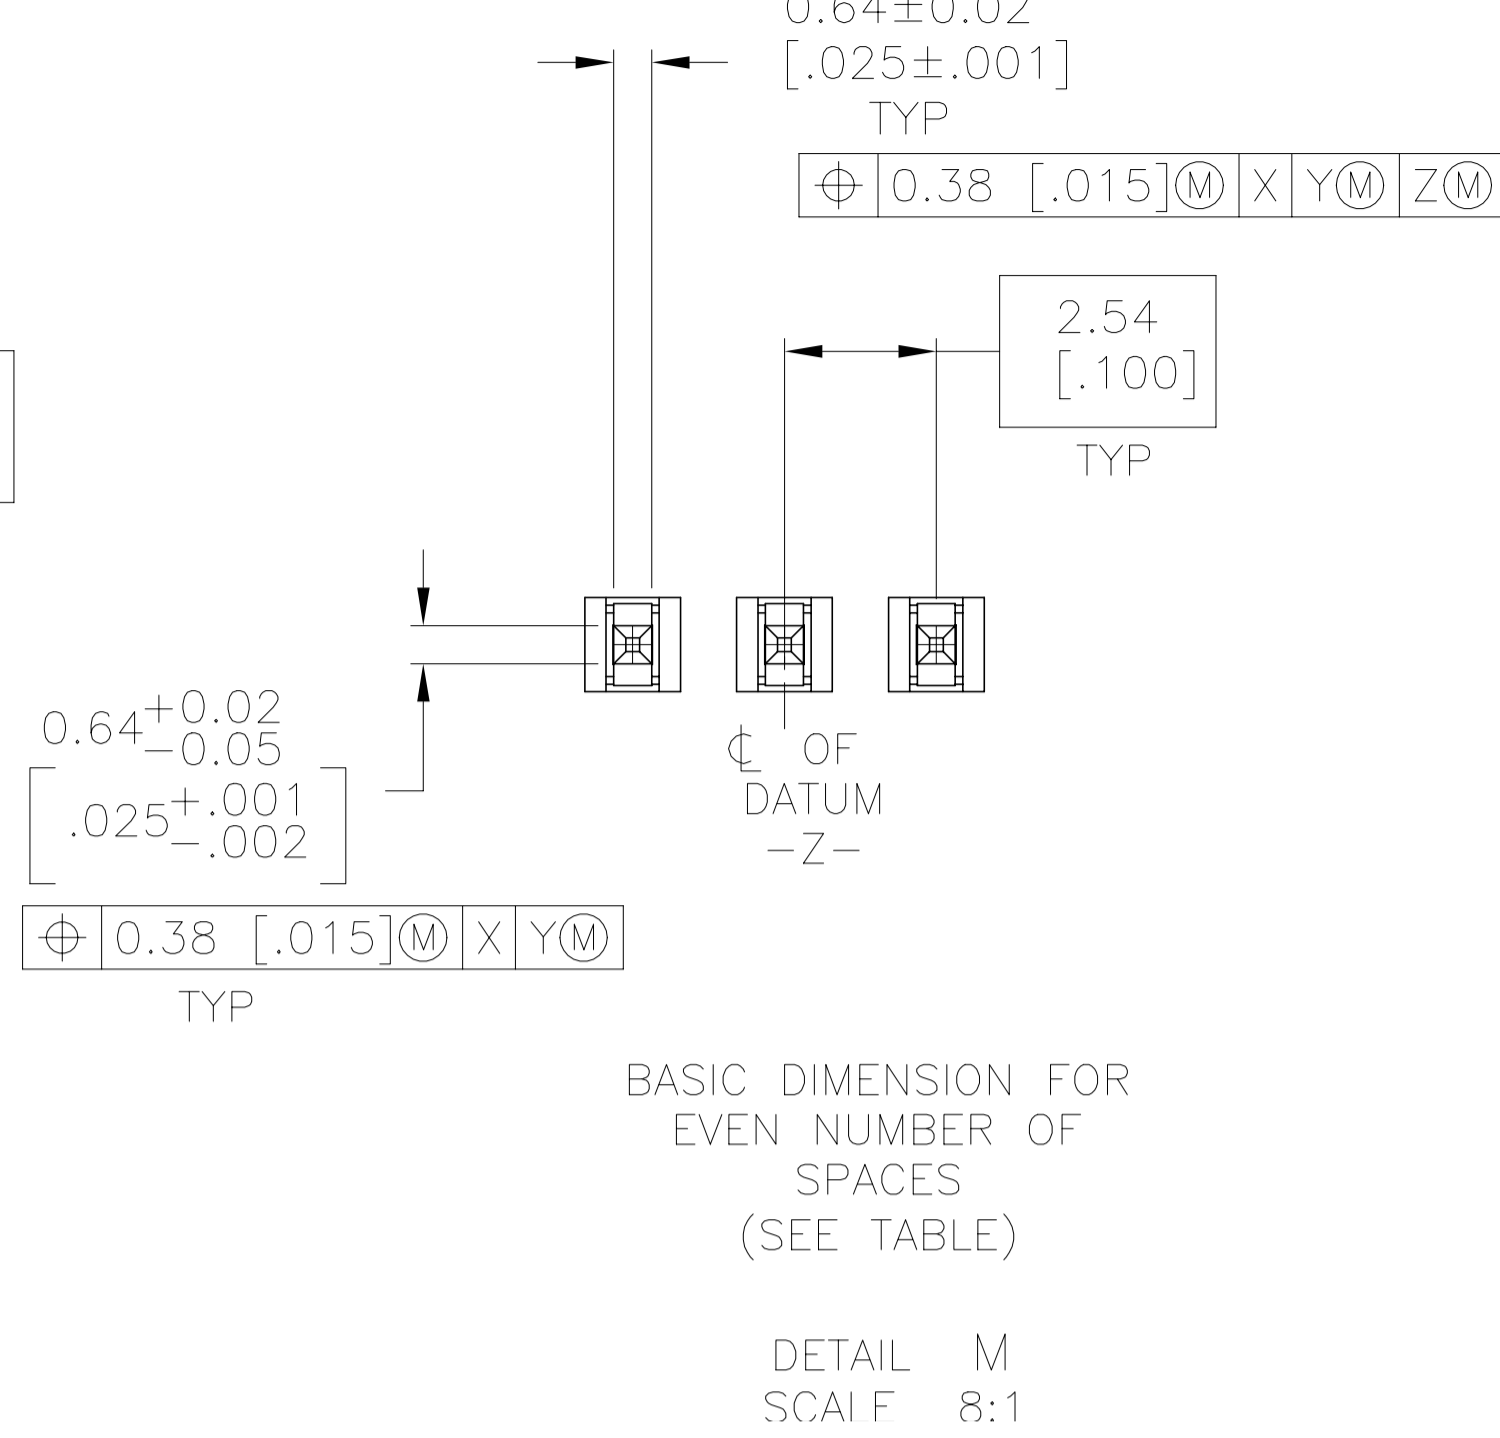 0.64±0.02
[.025±.001]
TYP
⌖ 0.38 [.015]Ⓜ X YⓂ ZⓂ
2.54
[.100]
TYP
0.64 +0.02
-0.05
[.025 +.001
-.002]
⌖ 0.38 [.015]Ⓜ X YⓂ
TYP
℄ OF
DATUM
-Z-
BASIC DIMENSION FOR
EVEN NUMBER OF
SPACES
(SEE TABLE)
DETAIL M
SCALE 8:1